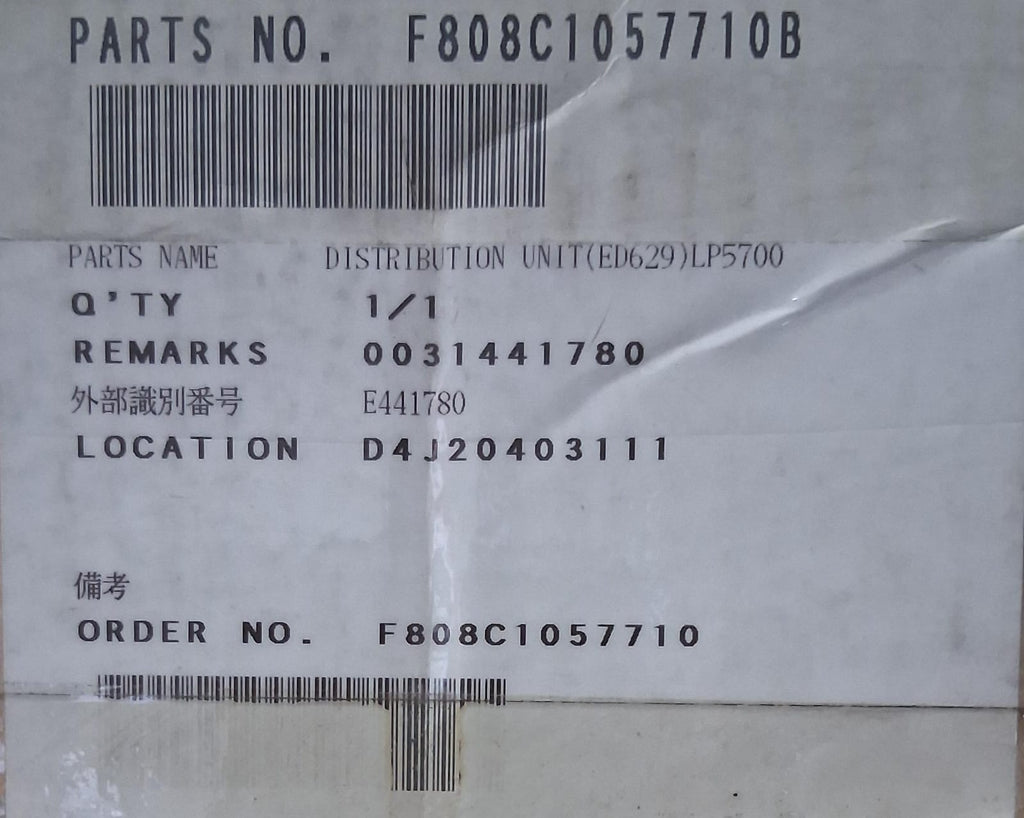 PARTS NO. F808C1057710B
PARTS NAME DISTRIBUTION UNIT(ED629)LP5700
Q'TY 1/1
REMARKS 0031441780
外部識別番号 E441780
LOCATION D4J20403111
備考
ORDER NO. F808C1057710